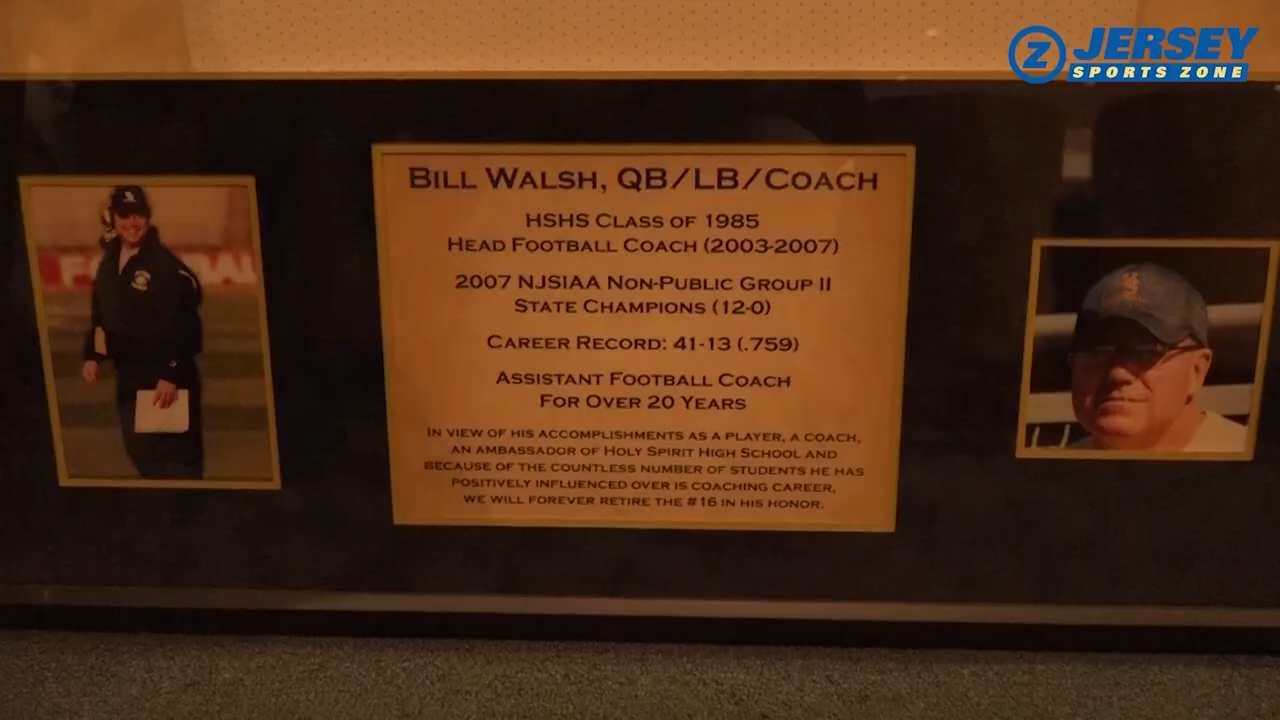 Z JERSEY
SPORTS ZONE
BILL WALSH, QB/LB/COACH
HSHS CLASS OF 1985
HEAD FOOTBALL COACH (2003-2007)
2007 NJSIAA NON-PUBLIC GROUP II
STATE CHAMPIONS (12-0)
CAREER RECORD: 41-13 (.759)
ASSISTANT FOOTBALL COACH
FOR OVER 20 YEARS
IN VIEW OF HIS ACCOMPLISHMENTS AS A PLAYER, A COACH,
AN AMBASSADOR OF HOLY SPIRIT HIGH SCHOOL AND
BECAUSE OF THE COUNTLESS NUMBER OF STUDENTS HE HAS
POSITIVELY INFLUENCED OVER IS COACHING CAREER,
WE WILL FOREVER RETIRE THE #16 IN HIS HONOR.